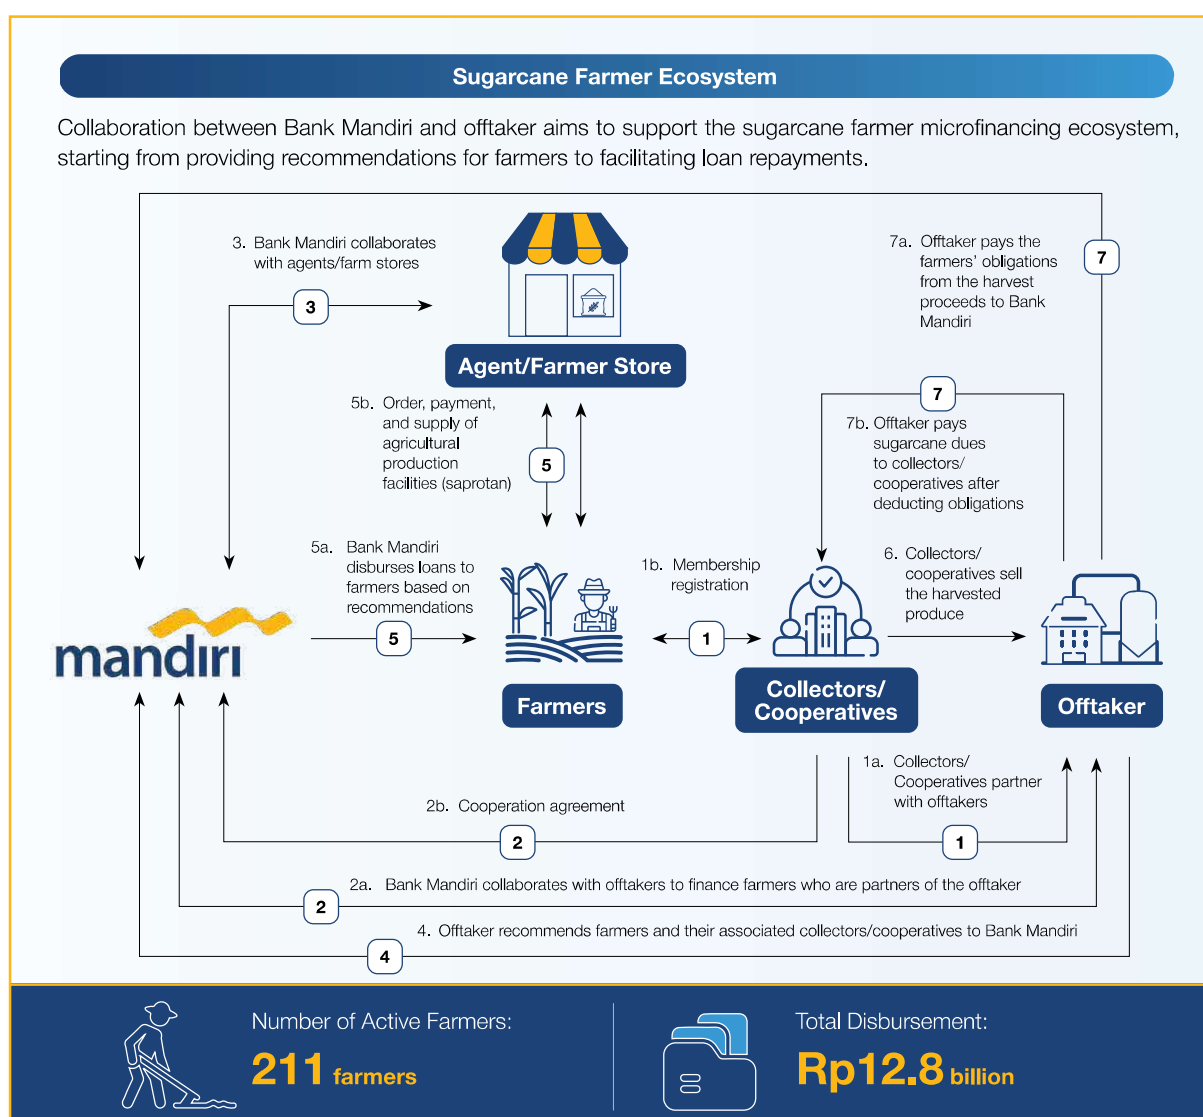 Sugarcane Farmer Ecosystem
Collaboration between Bank Mandiri and offtaker aims to support the sugarcane farmer microfinancing ecosystem,
starting from providing recommendations for farmers to facilitating loan repayments.
3. Bank Mandiri collaborates
with agents/farm stores
3
Agent/Farmer Store
7a. Offtaker pays the
farmers' obligations
from the harvest
proceeds to Bank
Mandiri
7
5b. Order, payment,
and supply of
agricultural
production
facilities (saprotan)
5
7
7b. Offtaker pays
sugarcane dues
to collectors/
cooperatives after
deducting obligations
5a. Bank Mandiri
disburses loans to
farmers based on
recommendations
5
1b. Membership
registration
1
6. Collectors/
cooperatives sell
the harvested
produce
mandiri
Farmers
Collectors/
Cooperatives
Offtaker
1a. Collectors/
Cooperatives partner
with offtakers
1
2b. Cooperation agreement
2
2a. Bank Mandiri collaborates with offtakers to finance farmers who are partners of the offtaker
2
4. Offtaker recommends farmers and their associated collectors/cooperatives to Bank Mandiri
4
Number of Active Farmers:
211 farmers
Total Disbursement:
Rp12.8 billion